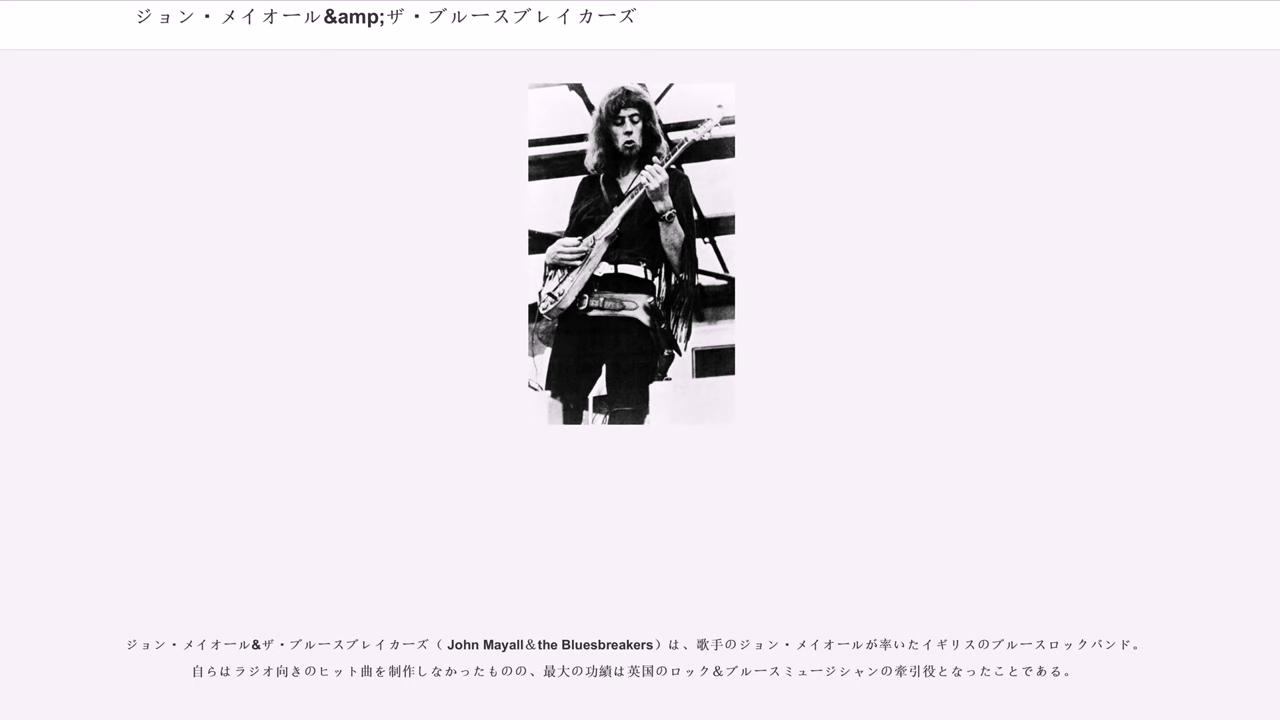 ジョン・メイオール&amp;ザ・ブルースブレイカーズ
ジョン・メイオール&ザ・ブルースブレイカーズ（ John Mayall＆the Bluesbreakers）は、歌手のジョン・メイオールが率いたイギリスのブルースロックバンド。
自らはラジオ向きのヒット曲を制作しなかったものの、最大の功績は英国のロック&ブルースミュージシャンの牽引役となったことである。